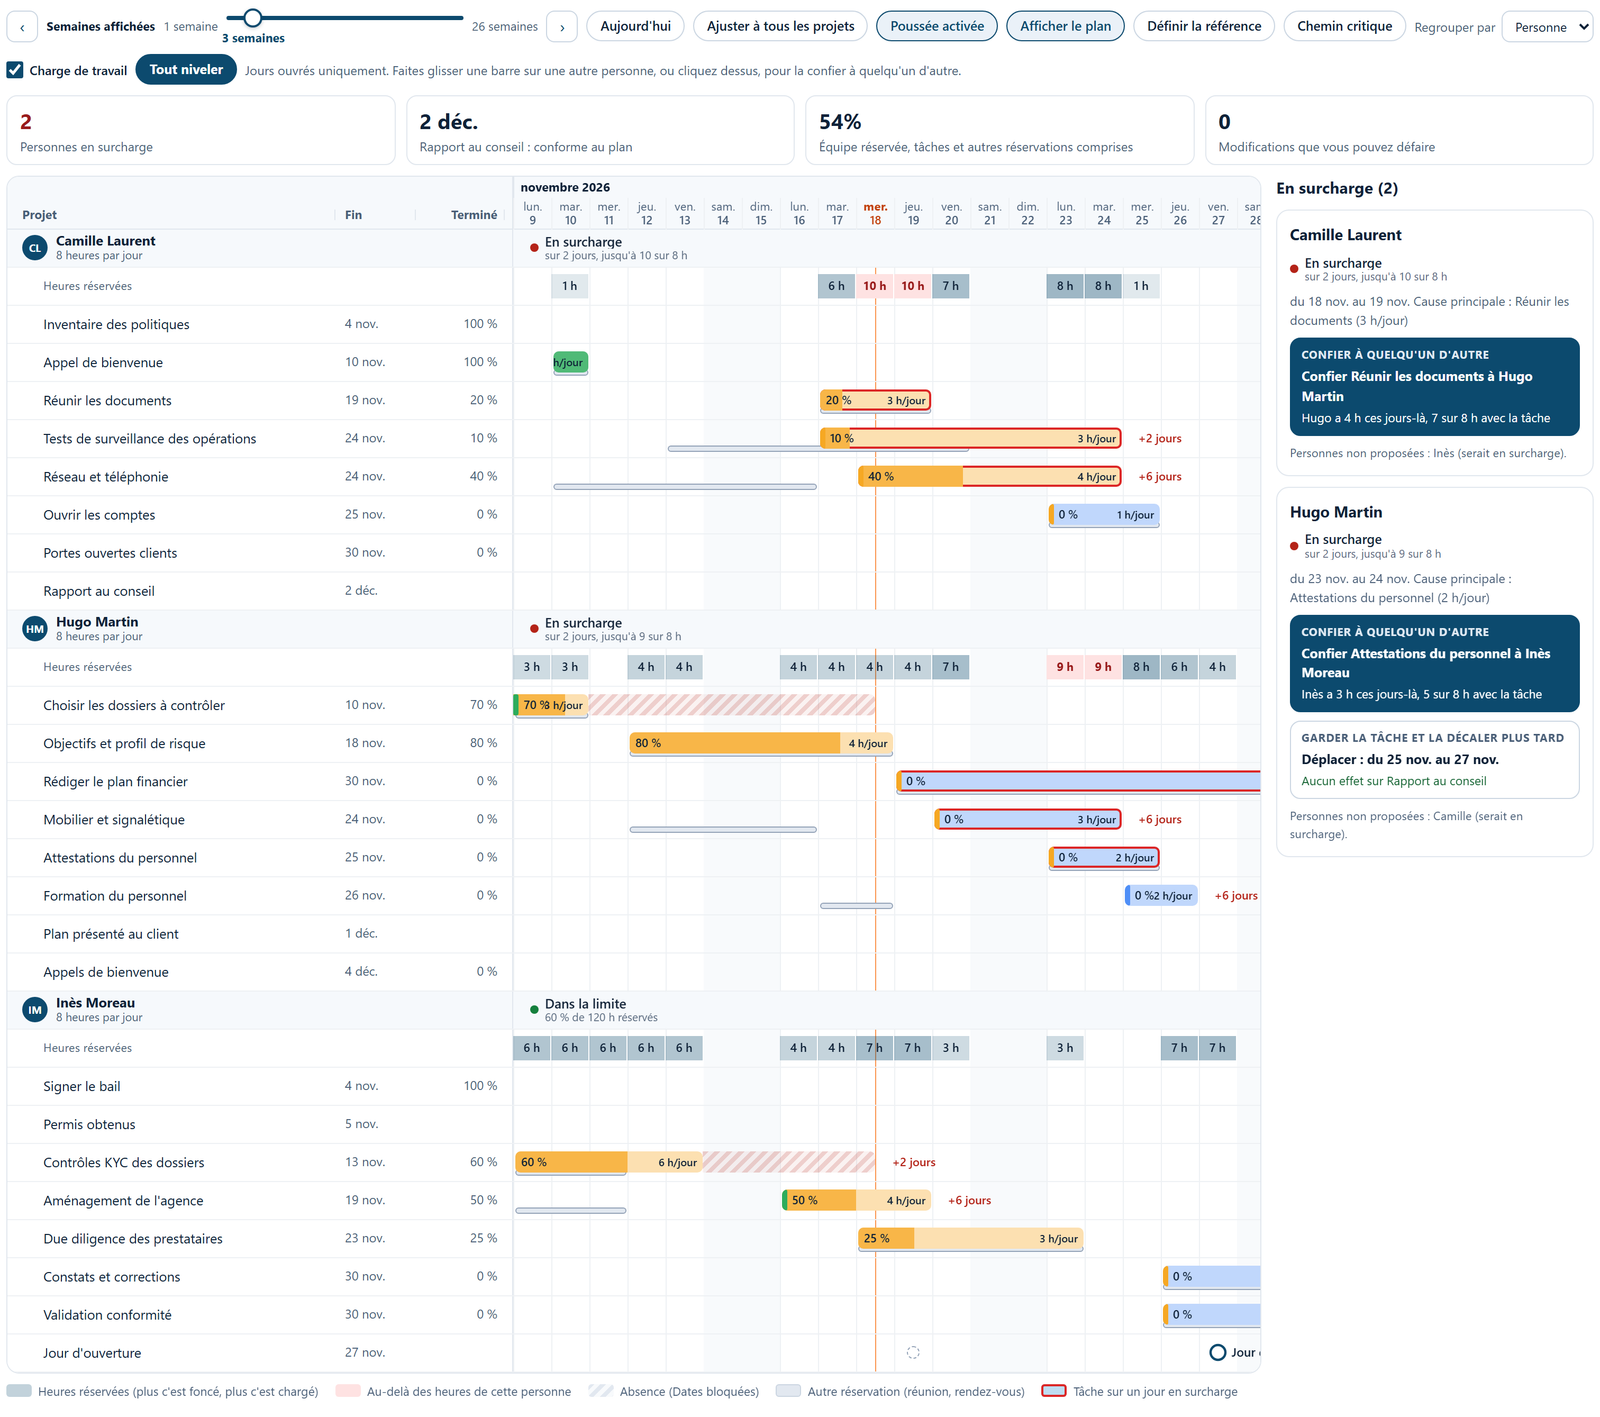 ‹ Semaines affichées 1 semaine 3 semaines 26 semaines › Aujourd'hui Ajuster à tous les projets Poussée activée Afficher le plan Définir la référence Chemin critique Regrouper par Personne
Charge de travail Tout niveler Jours ouvrés uniquement. Faites glisser une barre sur une autre personne, ou cliquez dessus, pour la confier à quelqu'un d'autre.
2
Personnes en surcharge
2 déc.
Rapport au conseil : conforme au plan
54%
Équipe réservée, tâches et autres réservations comprises
0
Modifications que vous pouvez défaire
novembre 2026
lun. mar. mer. jeu. ven. sam. dim. lun. mar. mer. jeu. ven. sam. dim. lun. mar. mer. jeu. ven.
Projet Fin Terminé 9 10 11 12 13 14 15 16 17 18 19 20 21 22 23 24 25 26 27 28
CL Camille Laurent
8 heures par jour
En surcharge
sur 2 jours, jusqu'à 10 sur 8 h
Heures réservées 1 h 6 h 10 h 10 h 7 h 8 h 8 h 1 h
Inventaire des politiques 4 nov. 100 %
Appel de bienvenue 10 nov. 100 % h/jour
Réunir les documents 19 nov. 20 % 20 % 3 h/jour
Tests de surveillance des opérations 24 nov. 10 % 10 % 3 h/jour +2 jours
Réseau et téléphonie 24 nov. 40 % 40 % 4 h/jour +6 jours
Ouvrir les comptes 25 nov. 0 % 0 % 1 h/jour
Portes ouvertes clients 30 nov. 0 %
Rapport au conseil 2 déc.
HM Hugo Martin
8 heures par jour
En surcharge
sur 2 jours, jusqu'à 9 sur 8 h
Heures réservées 3 h 3 h 4 h 4 h 4 h 4 h 4 h 4 h 7 h 9 h 9 h 8 h 6 h 4 h
Choisir les dossiers à contrôler 10 nov. 70 % 70 % 3 h/jour
Objectifs et profil de risque 18 nov. 80 % 80 % 4 h/jour
Rédiger le plan financier 30 nov. 0 % 0 %
Mobilier et signalétique 24 nov. 0 % 0 % 3 h/jour +6 jours
Attestations du personnel 25 nov. 0 % 0 % 2 h/jour
Formation du personnel 26 nov. 0 % 0 % 2 h/jour +6 jours
Plan présenté au client 1 déc.
Appels de bienvenue 4 déc. 0 %
IM Inès Moreau
8 heures par jour
Dans la limite
60 % de 120 h réservés
Heures réservées 6 h 6 h 6 h 6 h 6 h 4 h 4 h 7 h 7 h 3 h 3 h 7 h 7 h
Signer le bail 4 nov. 100 %
Permis obtenus 5 nov.
Contrôles KYC des dossiers 13 nov. 60 % 60 % 6 h/jour +2 jours
Aménagement de l'agence 19 nov. 50 % 50 % 4 h/jour +6 jours
Due diligence des prestataires 23 nov. 25 % 25 % 3 h/jour
Constats et corrections 30 nov. 0 % 0 %
Validation conformité 30 nov. 0 % 0 %
Jour d'ouverture 27 nov. Jour
Heures réservées (plus c'est foncé, plus c'est chargé) Au-delà des heures de cette personne Absence (Dates bloquées) Autre réservation (réunion, rendez-vous) Tâche sur un jour en surcharge
En surcharge (2)
Camille Laurent
En surcharge
sur 2 jours, jusqu'à 10 sur 8 h
du 18 nov. au 19 nov. Cause principale : Réunir les
documents (3 h/jour)
CONFIER À QUELQU'UN D'AUTRE
Confier Réunir les documents à Hugo
Martin
Hugo a 4 h ces jours-là, 7 sur 8 h avec la tâche
Personnes non proposées : Inès (serait en surcharge).
Hugo Martin
En surcharge
sur 2 jours, jusqu'à 9 sur 8 h
du 23 nov. au 24 nov. Cause principale :
Attestations du personnel (2 h/jour)
CONFIER À QUELQU'UN D'AUTRE
Confier Attestations du personnel à Inès
Moreau
Inès a 3 h ces jours-là, 5 sur 8 h avec la tâche
GARDER LA TÂCHE ET LA DÉCALER PLUS TARD
Déplacer : du 25 nov. au 27 nov.
Aucun effet sur Rapport au conseil
Personnes non proposées : Camille (serait en
surcharge).